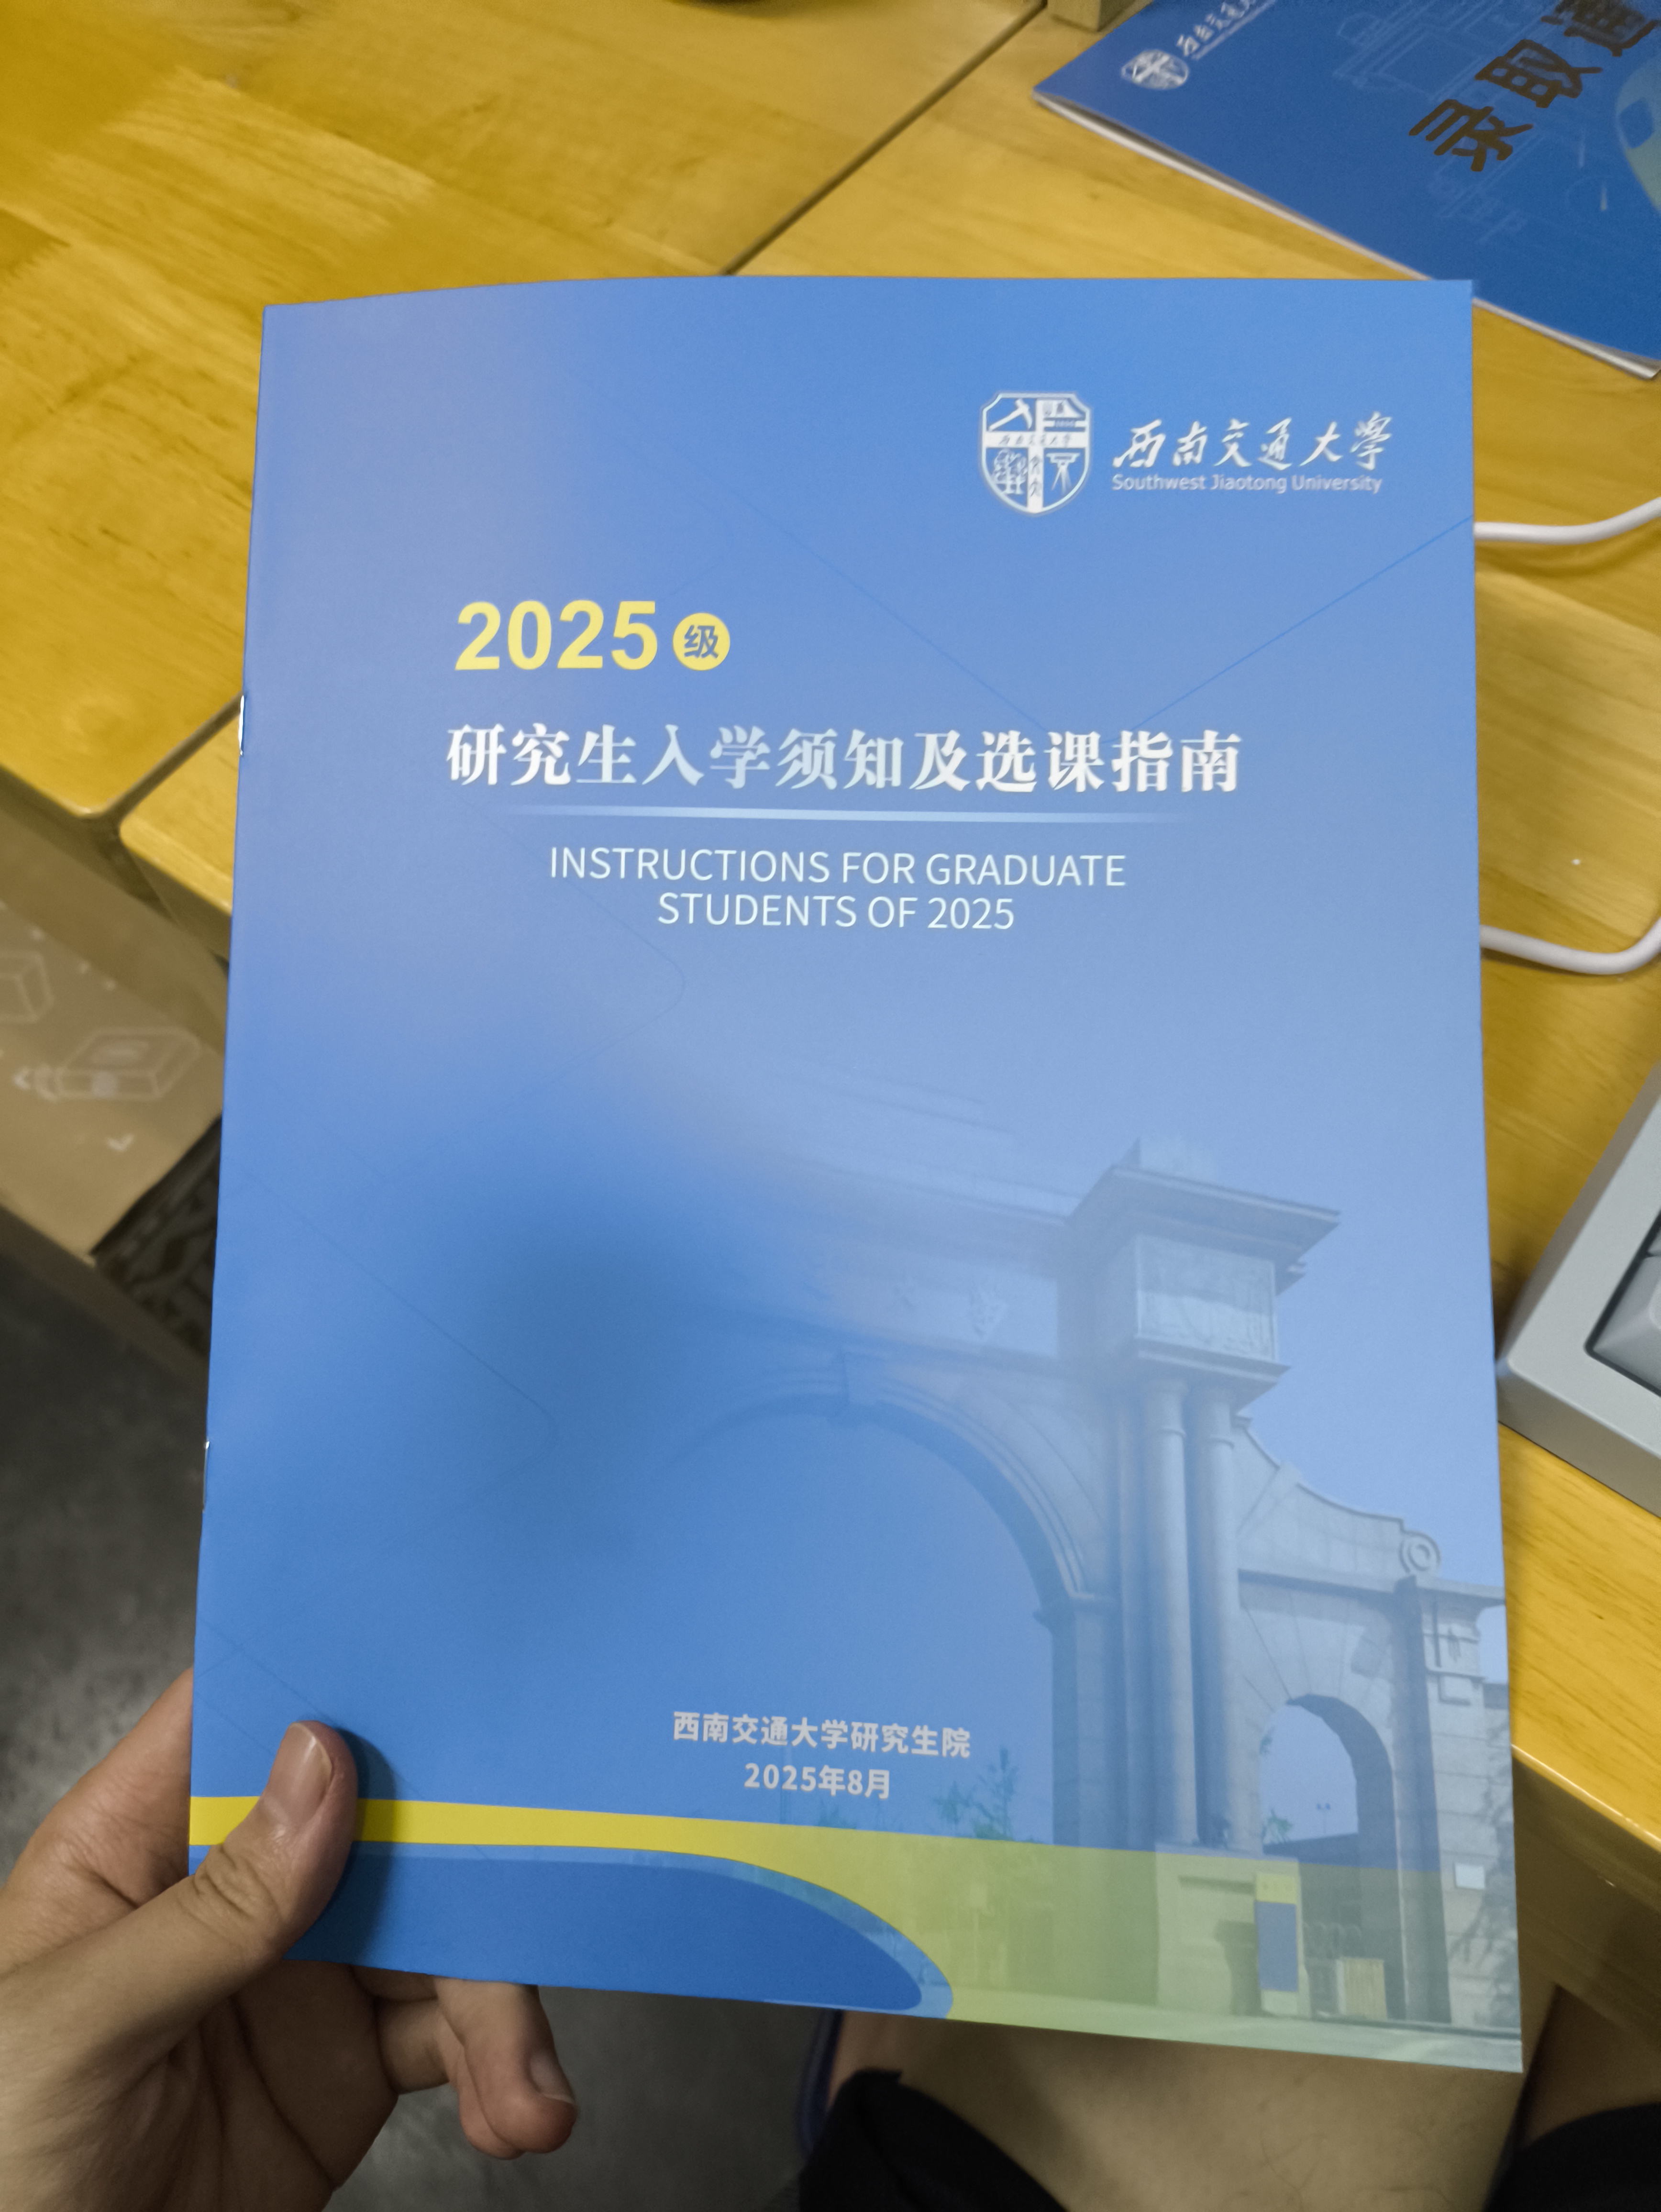 录取通
西南交通大學
Southwest Jiaotong University
2025级
研究生入学须知及选课指南
INSTRUCTIONS FOR GRADUATE
STUDENTS OF 2025
西南交通大学研究生院
2025年8月